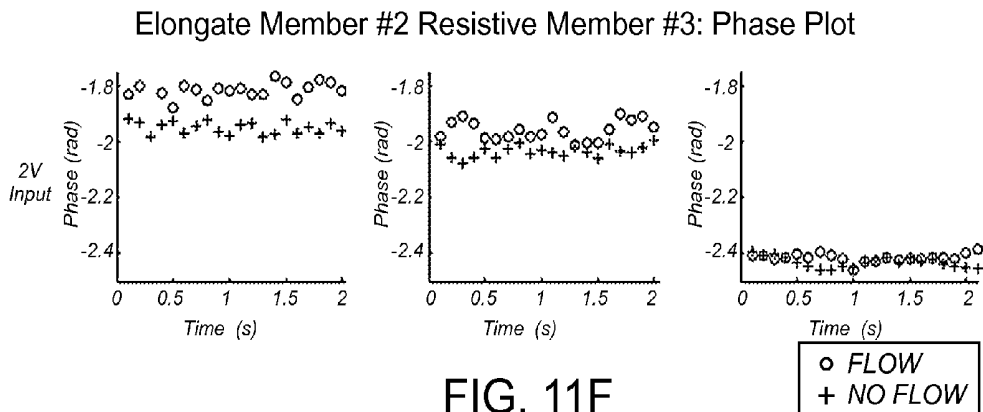 Elongate Member #2 Resistive Member #3: Phase Plot
2V
Input
Phase (rad)
-1.8
-2
-2.2
-2.4
0 0.5 1 1.5 2
Time (s)
Phase (rad)
-1.8
-2
-2.2
-2.4
0 0.5 1 1.5 2
Time (s)
Phase (rad)
-1.8
-2
-2.2
-2.4
0 0.5 1 1.5 2
Time (s)
FLOW
NO FLOW
FIG. 11F